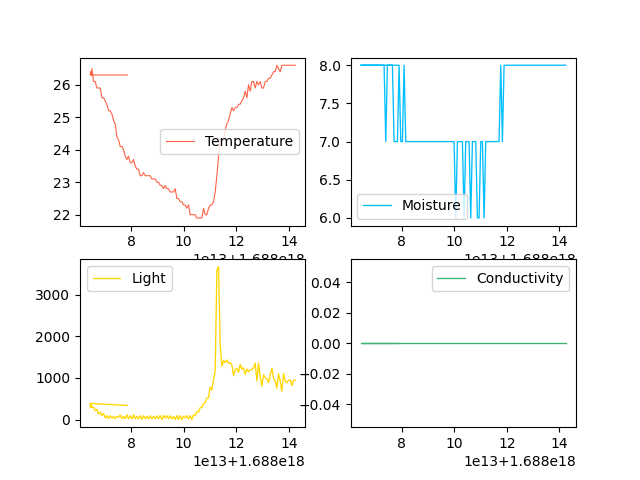 26
25
24
23
22
Temperature
8 10 12 14
1e13+1.688e18
8.0
7.5
7.0
6.5
6.0
Moisture
8 10 12 14
1e13+1.688e18
3000
2000
1000
0
Light
8 10 12 14
1e13+1.688e18
0.04
0.02
0.00
−0.02
−0.04
Conductivity
8 10 12 14
1e13+1.688e18